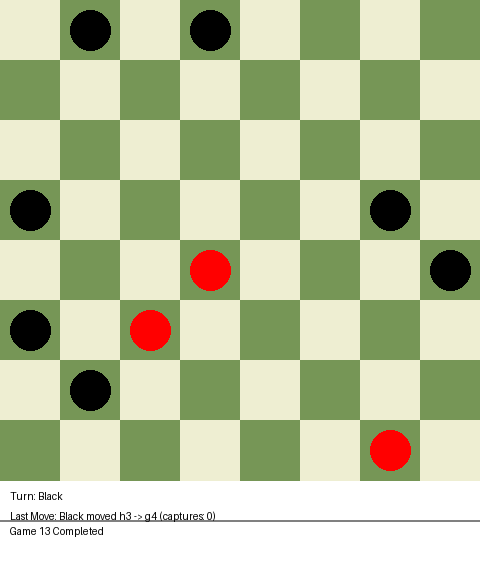 Turn: Black
Last Move: Black moved h3 -> g4 (captures: 0)
Game 13 Completed